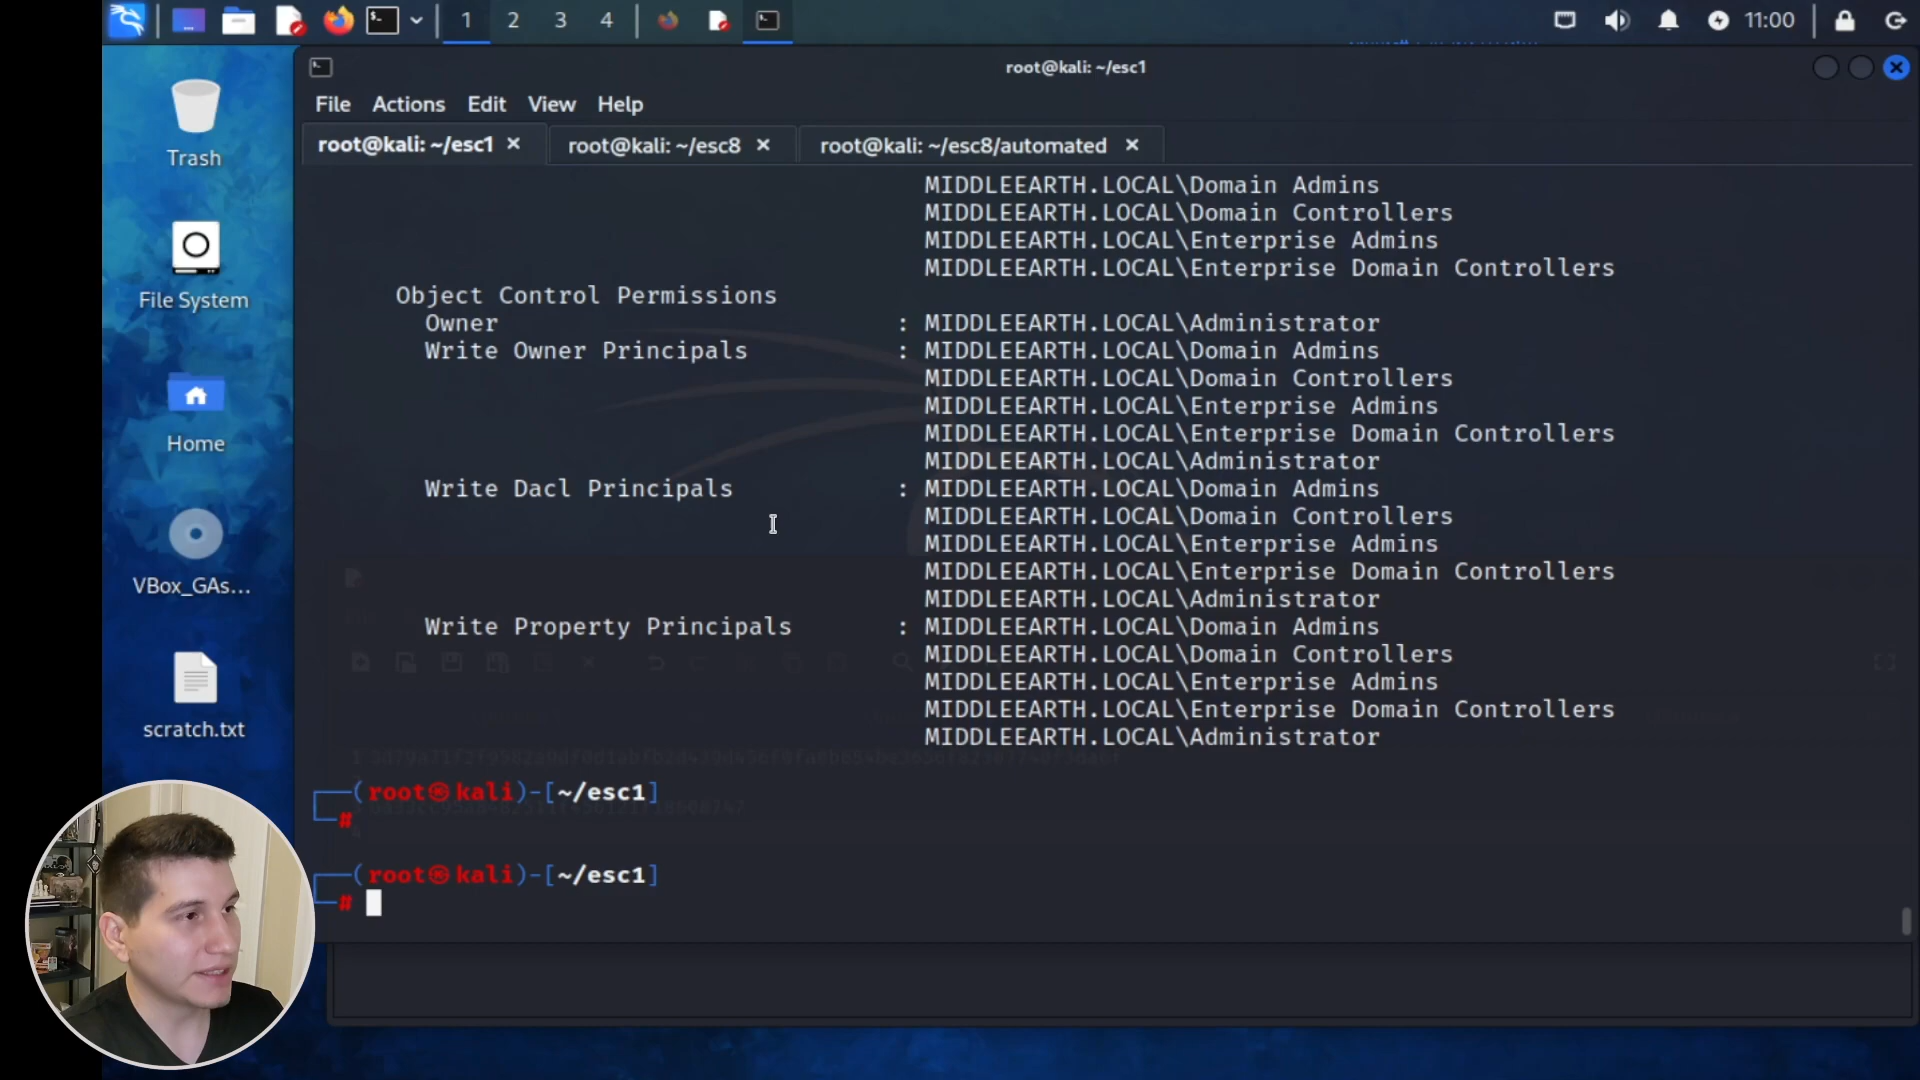 1 2 3 4
11:00
root@kali: ~/esc1
File Actions Edit View Help
root@kali: ~/esc1 × root@kali: ~/esc8 × root@kali: ~/esc8/automated ×
Trash
File System
Home
VBox_GAs...
scratch.txt
MIDDLEEARTH.LOCAL\Domain Admins
MIDDLEEARTH.LOCAL\Domain Controllers
MIDDLEEARTH.LOCAL\Enterprise Admins
MIDDLEEARTH.LOCAL\Enterprise Domain Controllers
Object Control Permissions
Owner : MIDDLEEARTH.LOCAL\Administrator
Write Owner Principals : MIDDLEEARTH.LOCAL\Domain Admins
MIDDLEEARTH.LOCAL\Domain Controllers
MIDDLEEARTH.LOCAL\Enterprise Admins
MIDDLEEARTH.LOCAL\Enterprise Domain Controllers
MIDDLEEARTH.LOCAL\Administrator
Write Dacl Principals : MIDDLEEARTH.LOCAL\Domain Admins
MIDDLEEARTH.LOCAL\Domain Controllers
MIDDLEEARTH.LOCAL\Enterprise Admins
MIDDLEEARTH.LOCAL\Enterprise Domain Controllers
MIDDLEEARTH.LOCAL\Administrator
Write Property Principals : MIDDLEEARTH.LOCAL\Domain Admins
MIDDLEEARTH.LOCAL\Domain Controllers
MIDDLEEARTH.LOCAL\Enterprise Admins
MIDDLEEARTH.LOCAL\Enterprise Domain Controllers
MIDDLEEARTH.LOCAL\Administrator
┌──(root㉿kali)-[~/esc1]
└─#
┌──(root㉿kali)-[~/esc1]
└─#